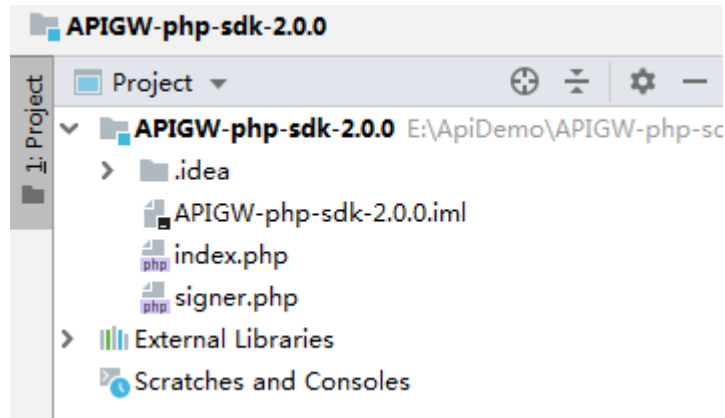 APIGW-php-sdk-2.0.0
Project
1: Project
APIGW-php-sdk-2.0.0 E:\ApiDemo\APIGW-php-sd
.idea
APIGW-php-sdk-2.0.0.iml
php index.php
php signer.php
External Libraries
Scratches and Consoles